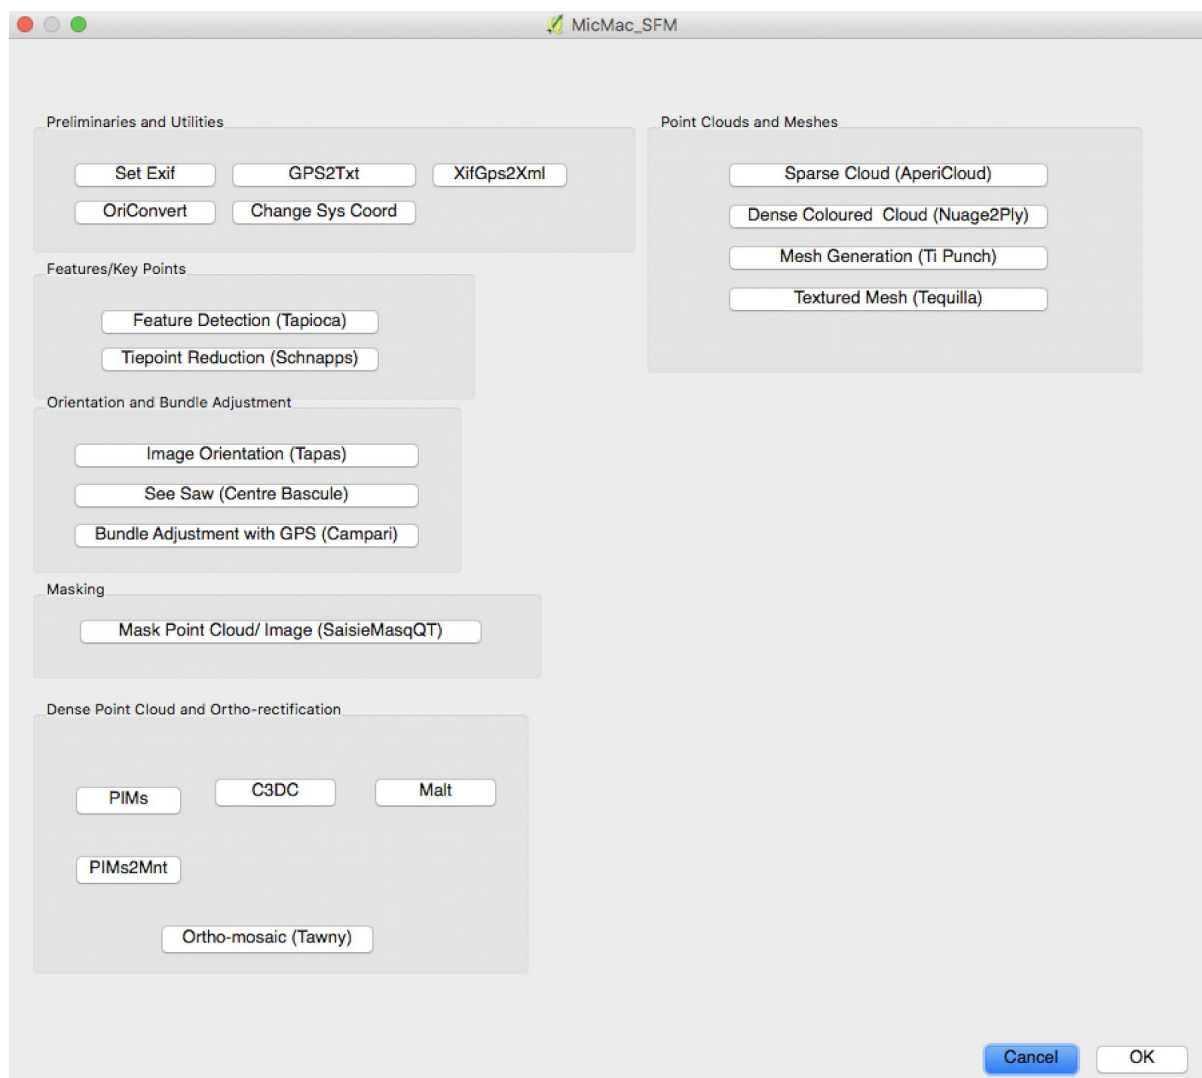 MicMac_SFM
Preliminaries and Utilities
Set Exif
GPS2Txt
XifGps2Xml
OriConvert
Change Sys Coord
Features/Key Points
Feature Detection (Tapioca)
Tiepoint Reduction (Schnapps)
Orientation and Bundle Adjustment
Image Orientation (Tapas)
See Saw (Centre Bascule)
Bundle Adjustment with GPS (Campari)
Masking
Mask Point Cloud/ Image (SaisieMasqQT)
Dense Point Cloud and Ortho-rectification
PIMs
C3DC
Malt
PIMs2Mnt
Ortho-mosaic (Tawny)
Point Clouds and Meshes
Sparse Cloud (AperiCloud)
Dense Coloured  Cloud (Nuage2Ply)
Mesh Generation (Ti Punch)
Textured Mesh (Tequilla)
Cancel
OK